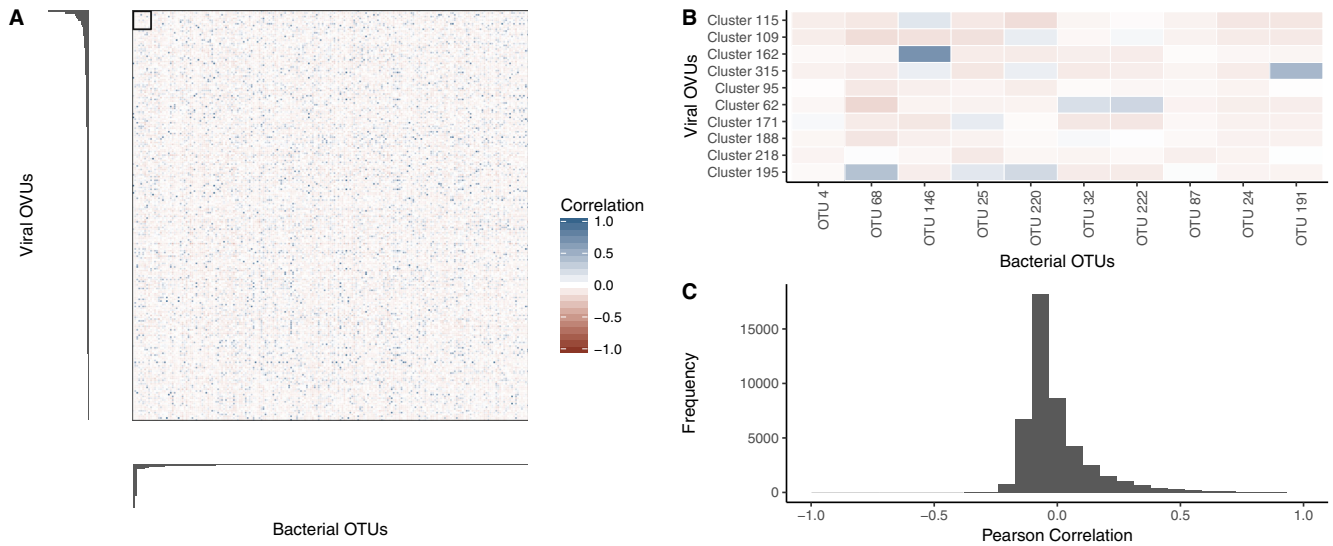 A
Viral OVUs
Bacterial OTUs
Correlation
1.0
0.5
0.0
−0.5
−1.0
B
Viral OVUs
Cluster 115
Cluster 109
Cluster 162
Cluster 315
Cluster 95
Cluster 62
Cluster 171
Cluster 188
Cluster 218
Cluster 195
OTU 4
OTU 68
OTU 146
OTU 25
OTU 220
OTU 32
OTU 222
OTU 87
OTU 24
OTU 191
Bacterial OTUs
C
Frequency
15000
10000
5000
0
−1.0
−0.5
0.0
0.5
1.0
Pearson Correlation